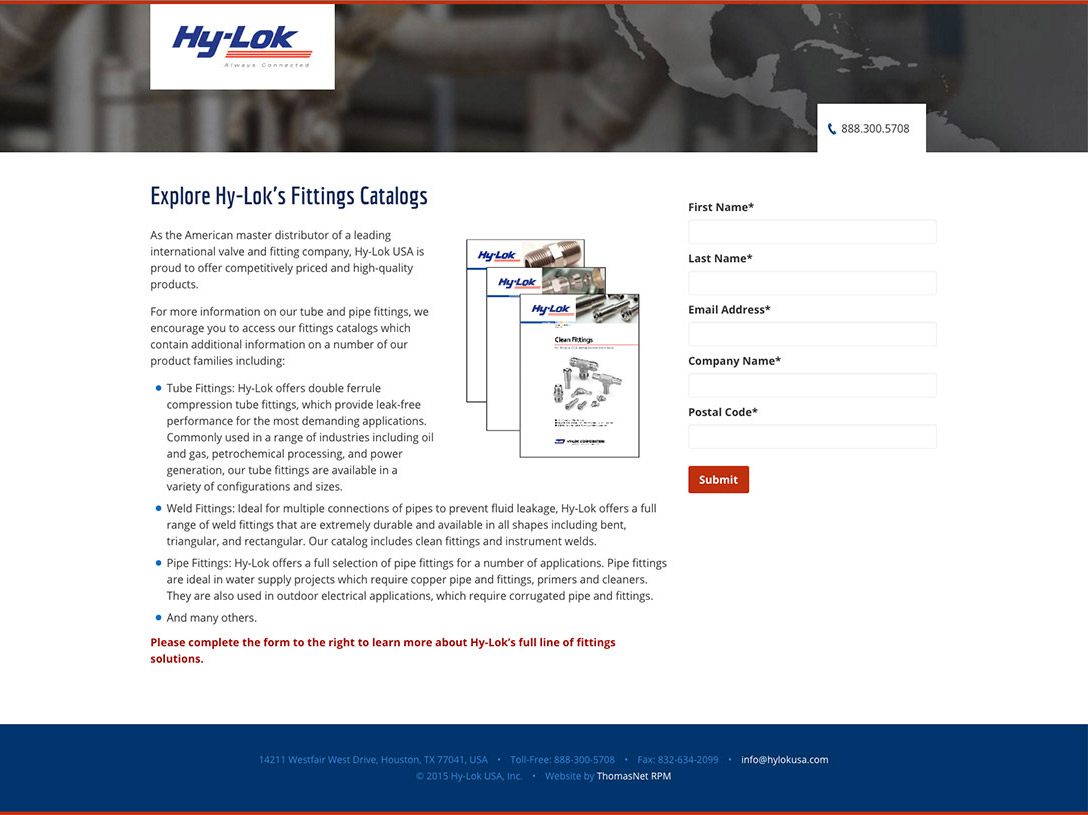 Hy-Lok
Always Connected
888.300.5708
Explore Hy-Lok's Fittings Catalogs
As the American master distributor of a leading
international valve and fitting company, Hy-Lok USA is
proud to offer competitively priced and high-quality
products.
For more information on our tube and pipe fittings, we
encourage you to access our fittings catalogs which
contain additional information on a number of our
product families including:
Tube Fittings: Hy-Lok offers double ferrule
compression tube fittings, which provide leak-free
performance for the most demanding applications.
Commonly used in a range of industries including oil
and gas, petrochemical processing, and power
generation, our tube fittings are available in a
variety of configurations and sizes.
Hy-Lok
Hy-Lok
Hy-Lok
Clean Fittings
HY-LOK CORPORATION
Weld Fittings: Ideal for multiple connections of pipes to prevent fluid leakage, Hy-Lok offers a full
range of weld fittings that are extremely durable and available in all shapes including bent,
triangular, and rectangular. Our catalog includes clean fittings and instrument welds.
Pipe Fittings: Hy-Lok offers a full selection of pipe fittings for a number of applications. Pipe fittings
are ideal in water supply projects which require copper pipe and fittings, primers and cleaners.
They are also used in outdoor electrical applications, which require corrugated pipe and fittings.
And many others.
Please complete the form to the right to learn more about Hy-Lok's full line of fittings
solutions.
First Name*
Last Name*
Email Address*
Company Name*
Postal Code*
Submit
14211 Westfair West Drive, Houston, TX 77041, USA • Toll-Free: 888-300-5708 • Fax: 832-634-2099 • info@hylokusa.com
© 2015 Hy-Lok USA, Inc. • Website by ThomasNet RPM